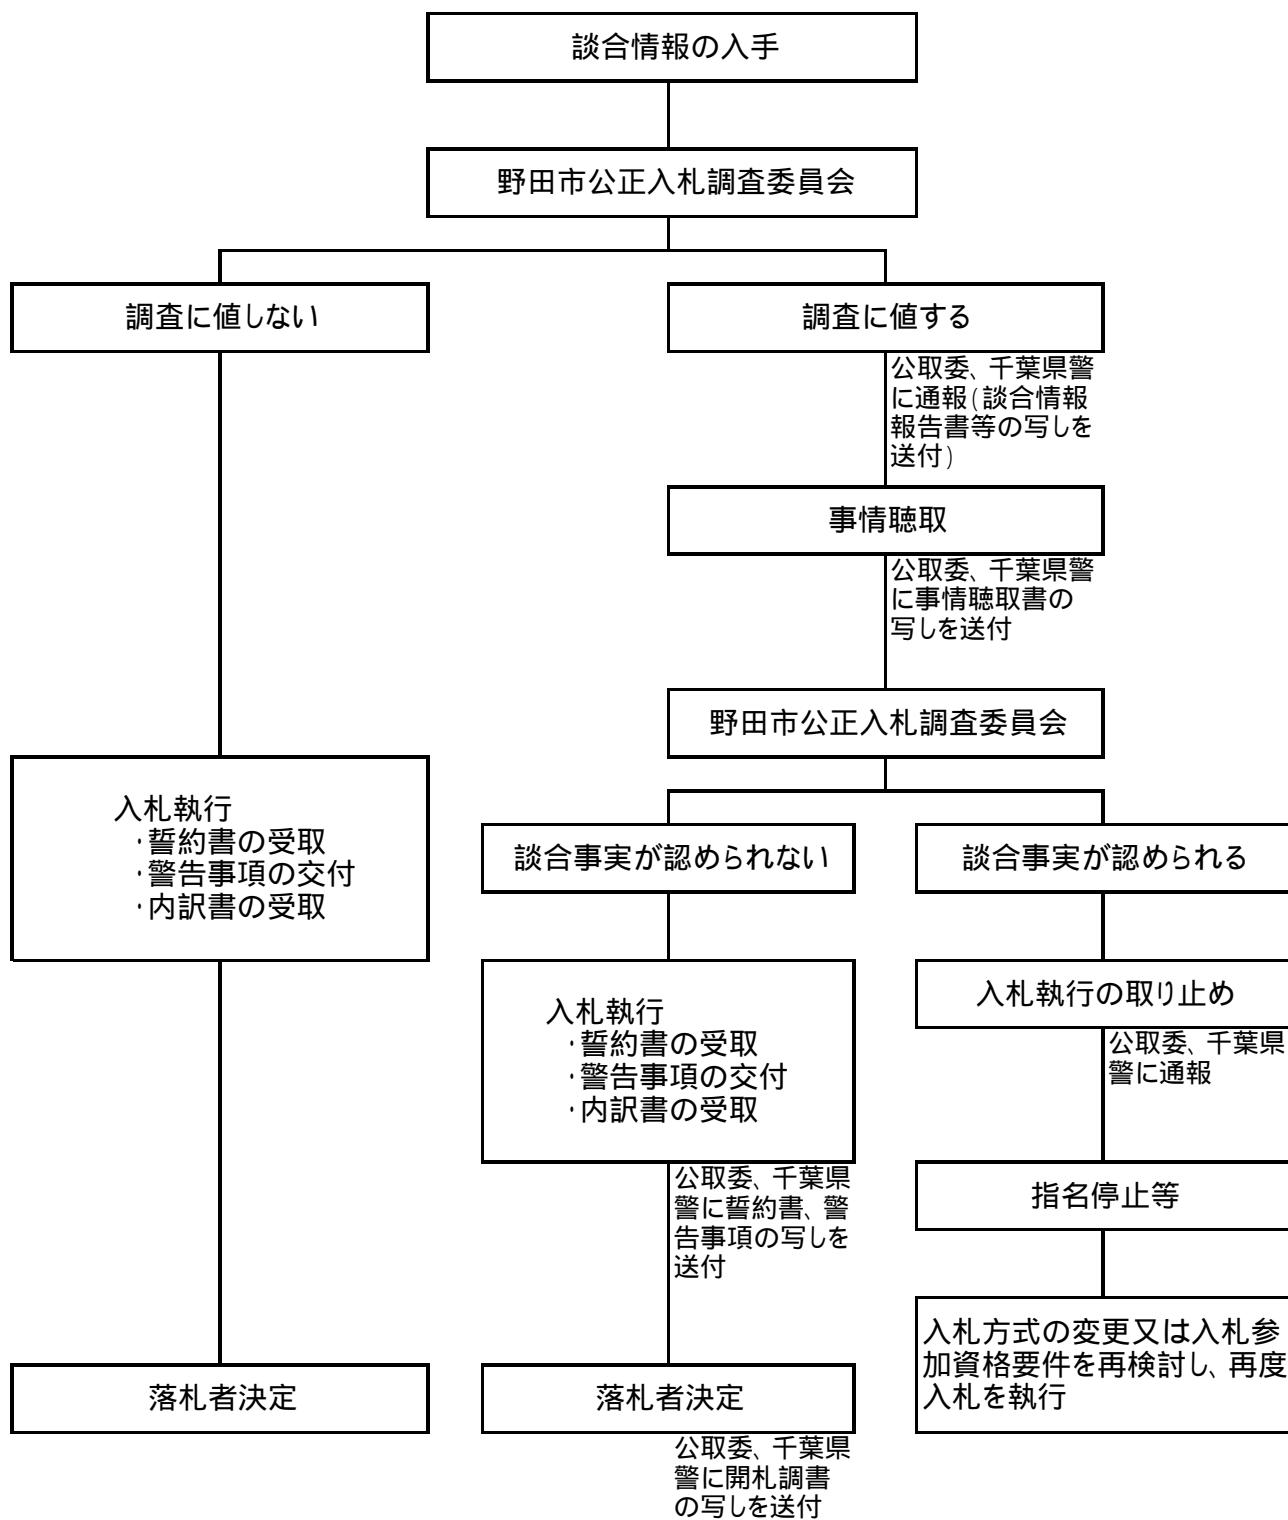 談合情報の入手
野田市公正入札調査委員会
調査に値しない
調査に値する
公取委、千葉県警
に通報(談合情報
報告書等の写しを
送付)
事情聴取
公取委、千葉県警
に事情聴取書の
写しを送付
野田市公正入札調査委員会
入札執行
・誓約書の受取
・警告事項の交付
・内訳書の受取
談合事実が認められない
談合事実が認められる
入札執行
・誓約書の受取
・警告事項の交付
・内訳書の受取
入札執行の取り止め
公取委、千葉県
警に通報
公取委、千葉県
警に誓約書、警
告事項の写しを
送付
指名停止等
入札方式の変更又は入札参
加資格要件を再検討し、再度
入札を執行
落札者決定
落札者決定
公取委、千葉県
警に開札調書
の写しを送付